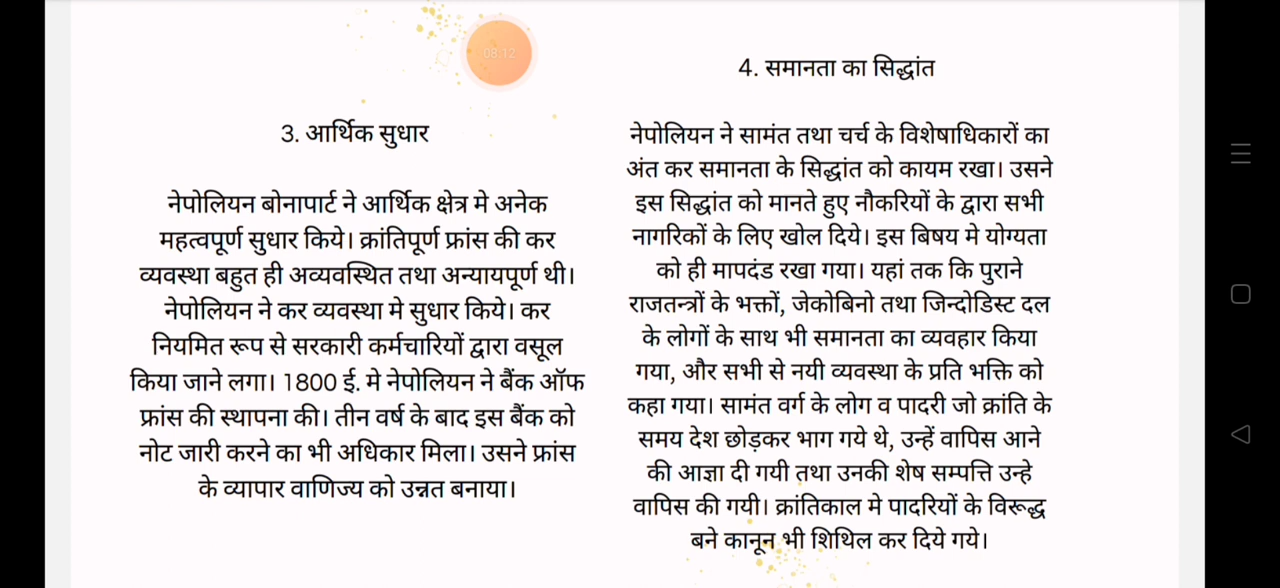 08:12
3. आर्थिक सुधार
नेपोलियन बोनापार्ट ने आर्थिक क्षेत्र मे अनेक
महत्वपूर्ण सुधार किये। क्रांतिपूर्ण फ्रांस की कर
व्यवस्था बहुत ही अव्यवस्थित तथा अन्यायपूर्ण थी।
नेपोलियन ने कर व्यवस्था मे सुधार किये। कर
नियमित रूप से सरकारी कर्मचारियों द्वारा वसूल
किया जाने लगा। 1800 ई. मे नेपोलियन ने बैंक ऑफ
फ्रांस की स्थापना की। तीन वर्ष के बाद इस बैंक को
नोट जारी करने का भी अधिकार मिला। उसने फ्रांस
के व्यापार वाणिज्य को उन्नत बनाया।
4. समानता का सिद्धांत
नेपोलियन ने सामंत तथा चर्च के विशेषाधिकारों का
अंत कर समानता के सिद्धांत को कायम रखा। उसने
इस सिद्धांत को मानते हुए नौकरियों के द्वारा सभी
नागरिकों के लिए खोल दिये। इस बिषय मे योग्यता
को ही मापदंड रखा गया। यहां तक कि पुराने
राजतन्त्रों के भक्तों, जेकोबिनो तथा जिन्दोडिस्ट दल
के लोगों के साथ भी समानता का व्यवहार किया
गया, और सभी से नयी व्यवस्था के प्रति भक्ति को
कहा गया। सामंत वर्ग के लोग व पादरी जो क्रांति के
समय देश छोड़कर भाग गये थे, उन्हें वापिस आने
की आज्ञा दी गयी तथा उनकी शेष सम्पत्ति उन्हे
वापिस की गयी। क्रांतिकाल मे पादरियों के विरूद्ध
बने कानून भी शिथिल कर दिये गये।